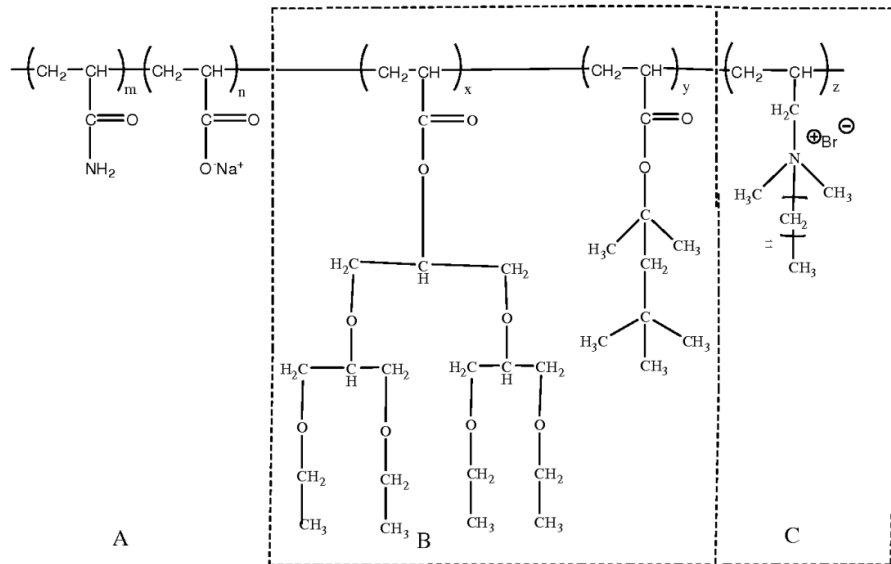 CH₂ CH m CH₂ CH n CH₂ CH x CH₂ CH y CH₂ CH z
C O C O C O C O H₂C
NH₂ O⁻Na⁺ O O N ⊕Br ⊖
H₃C CH₃
H₃C C CH₃ CH₂
H₂C C H CH₂ CH₂ CH₃
O O H₃C C CH₃
CH₃
H₂C C H CH₂ H₂C C H CH₂
O O O O
CH₂ CH₂ CH₂ CH₂
CH₃ CH₃ CH₃ CH₃
A B C